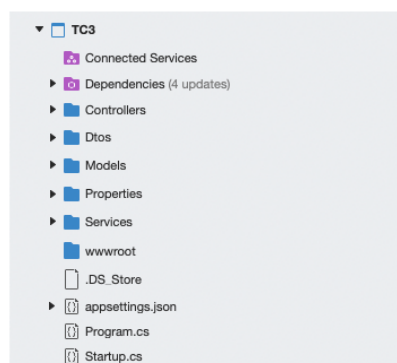 TC3
Connected Services
Dependencies (4 updates)
Controllers
Dtos
Models
Properties
Services
wwwroot
.DS_Store
appsettings.json
Program.cs
Startup.cs